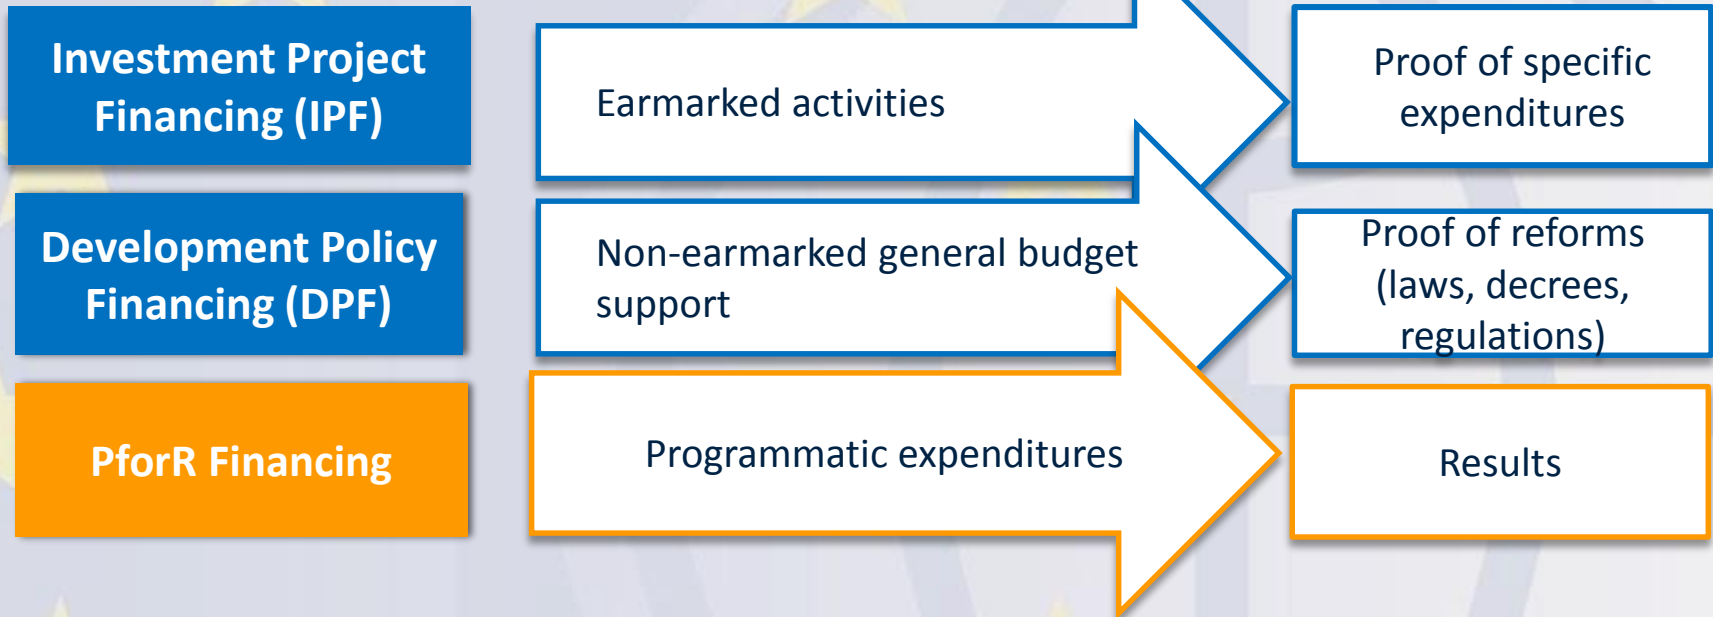 Investment Project
Financing (IPF)
Earmarked activities
Proof of specific
expenditures
Development Policy
Financing (DPF)
Non-earmarked general budget
support
Proof of reforms
(laws, decrees,
regulations)
PforR Financing
Programmatic expenditures
Results